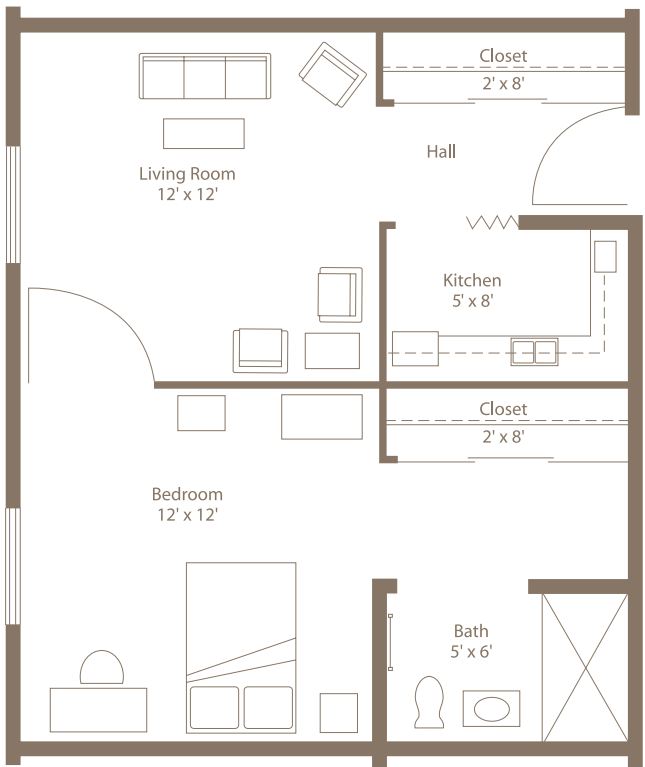 Closet
2' x 8'
Hall
Living Room
12' x 12'
Kitchen
5' x 8'
Closet
2' x 8'
Bedroom
12' x 12'
Bath
5' x 6'